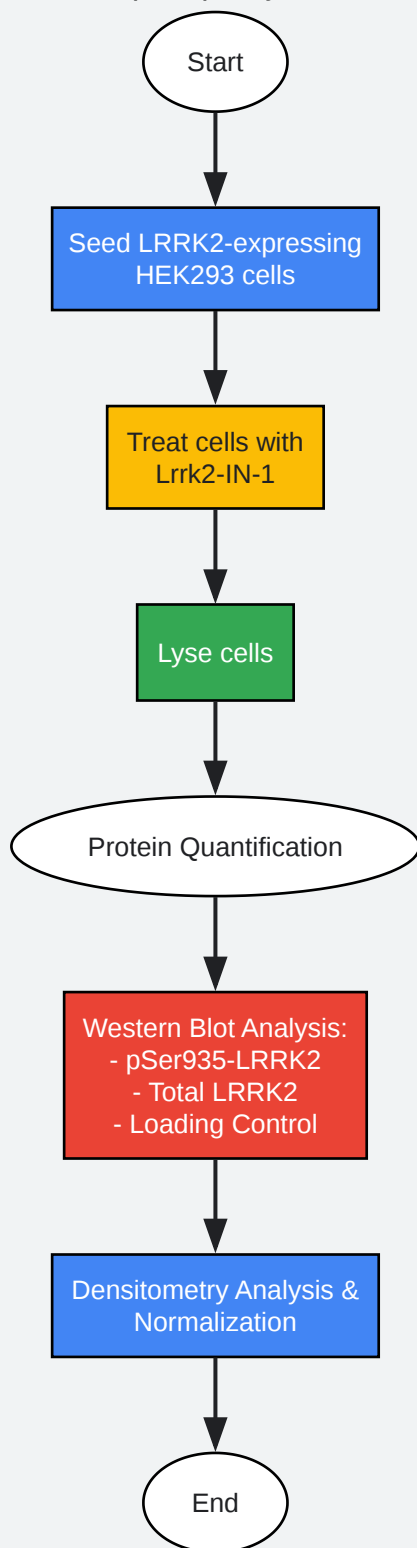 Start
Seed LRRK2-expressing
HEK293 cells
Treat cells with
Lrrk2-IN-1
Lyse cells
Protein Quantification
Western Blot Analysis:
- pSer935-LRRK2
- Total LRRK2
- Loading Control
Densitometry Analysis &
Normalization
End